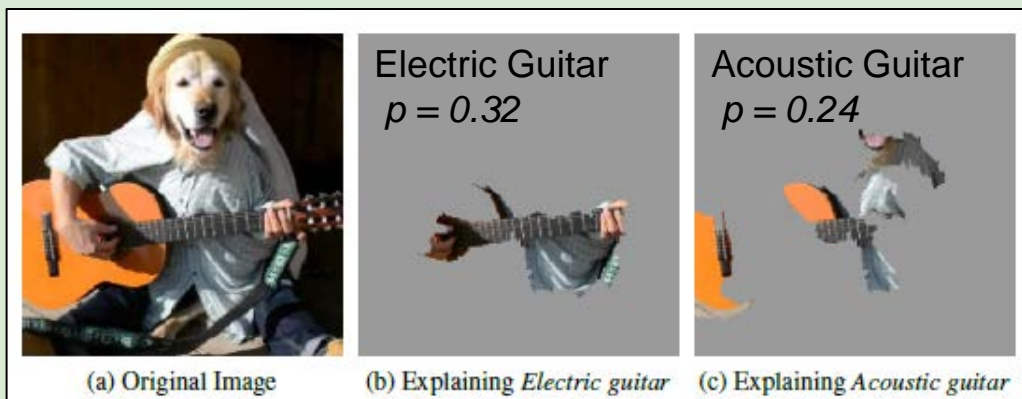 Electric Guitar
p = 0.32
Acoustic Guitar
p = 0.24
(a) Original Image
(b) Explaining Electric guitar
(c) Explaining Acoustic guitar